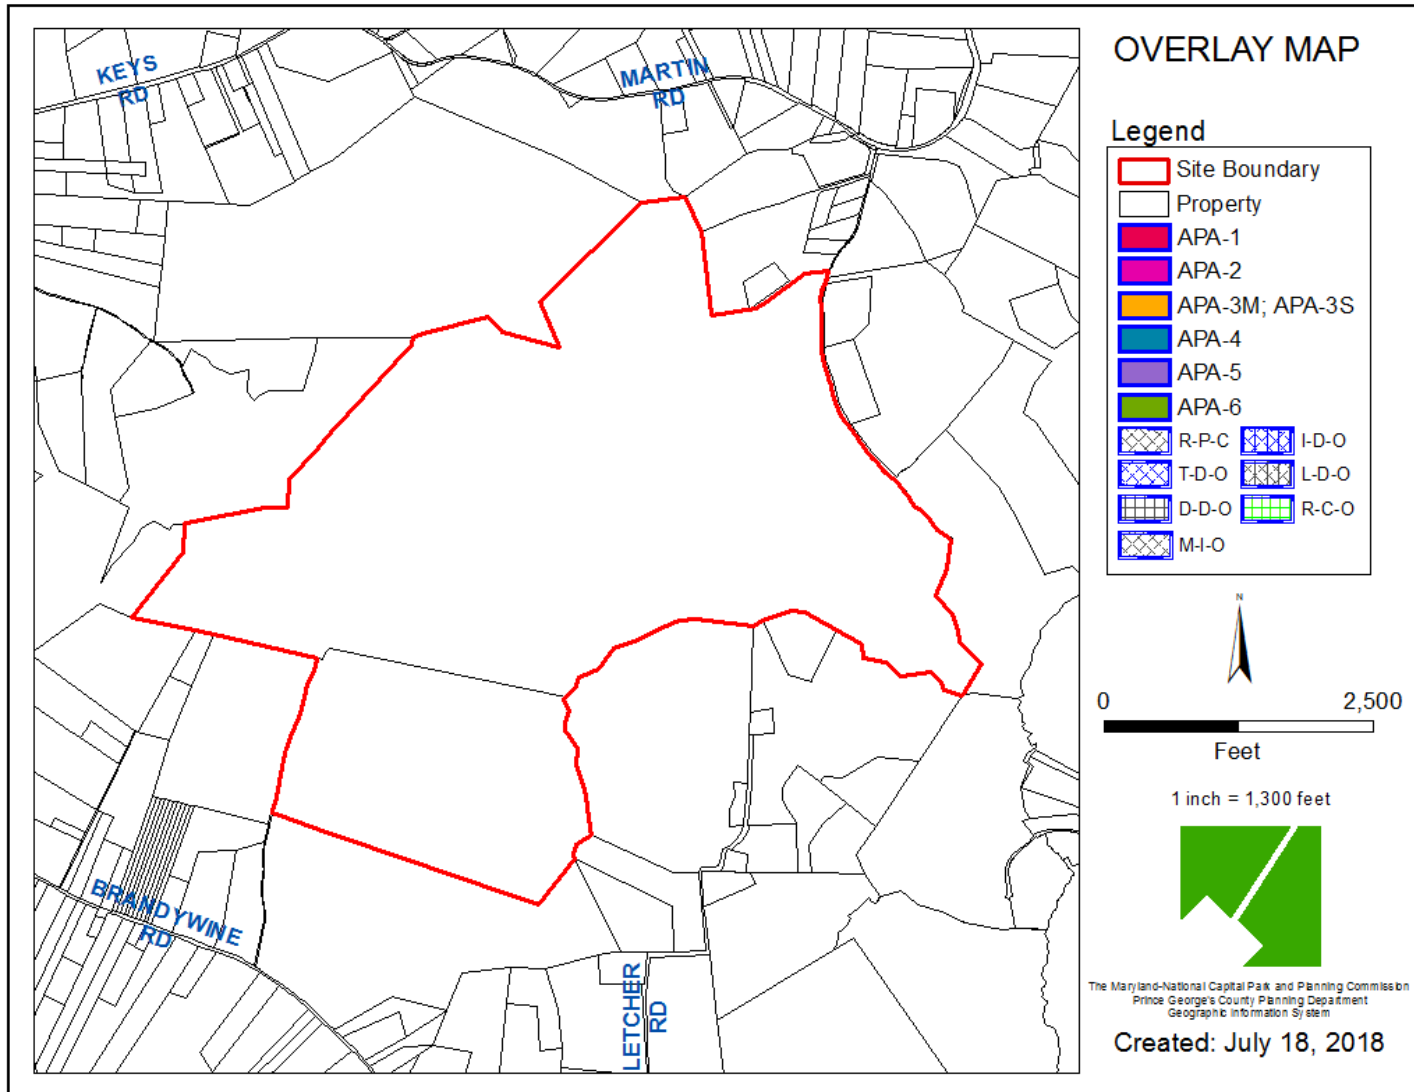 OVERLAY MAP
KEYS
RD
MARTIN
RD
BRANDYWINE
RD
LETCHER
RD
Legend
Site Boundary
Property
APA-1
APA-2
APA-3M; APA-3S
APA-4
APA-5
APA-6
R-P-C
I-D-O
T-D-O
L-D-O
D-D-O
R-C-O
M-I-O
N
0 2,500
Feet
1 inch = 1,300 feet
The Maryland-National Capital Park and Planning Commission
Prince George's County Planning Department
Geographic Information System
Created: July 18, 2018